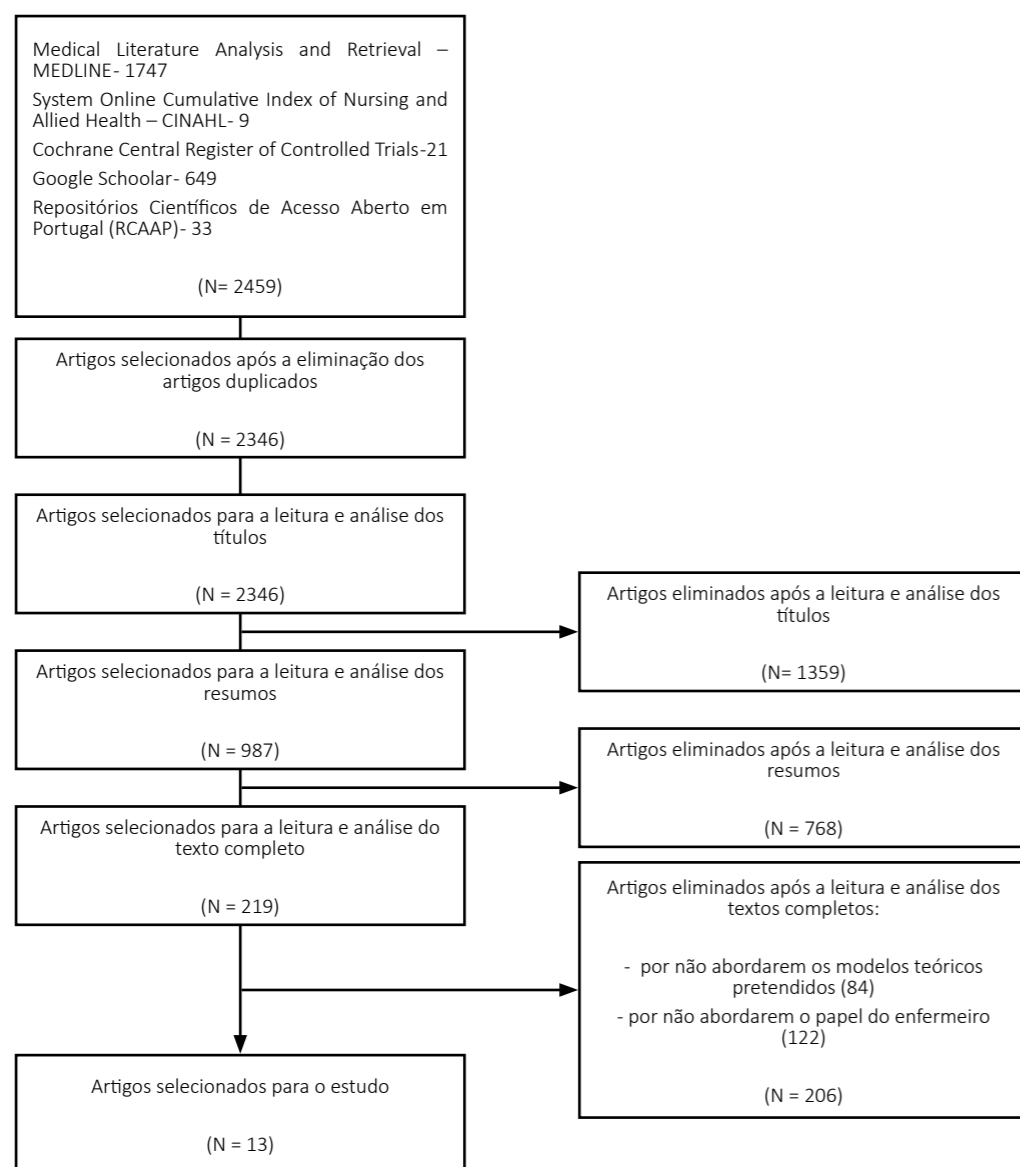 Medical Literature Analysis and Retrieval –
MEDLINE- 1747
System Online Cumulative Index of Nursing and
Allied Health – CINAHL- 9
Cochrane Central Register of Controlled Trials-21
Google Schoolar- 649
Repositórios Científicos de Acesso Aberto em
Portugal (RCAAP)- 33
(N= 2459)
Artigos selecionados após a eliminação dos
artigos duplicados
(N = 2346)
Artigos selecionados para a leitura e análise dos
títulos
(N = 2346)
Artigos eliminados após a leitura e análise dos
títulos
(N= 1359)
Artigos selecionados para a leitura e análise dos
resumos
(N = 987)
Artigos eliminados após a leitura e análise dos
resumos
(N = 768)
Artigos selecionados para a leitura e análise do
texto completo
(N = 219)
Artigos eliminados após a leitura e análise dos
textos completos:
- por não abordarem os modelos teóricos
pretendidos (84)
- por não abordarem o papel do enfermeiro
(122)
(N = 206)
Artigos selecionados para o estudo
(N = 13)